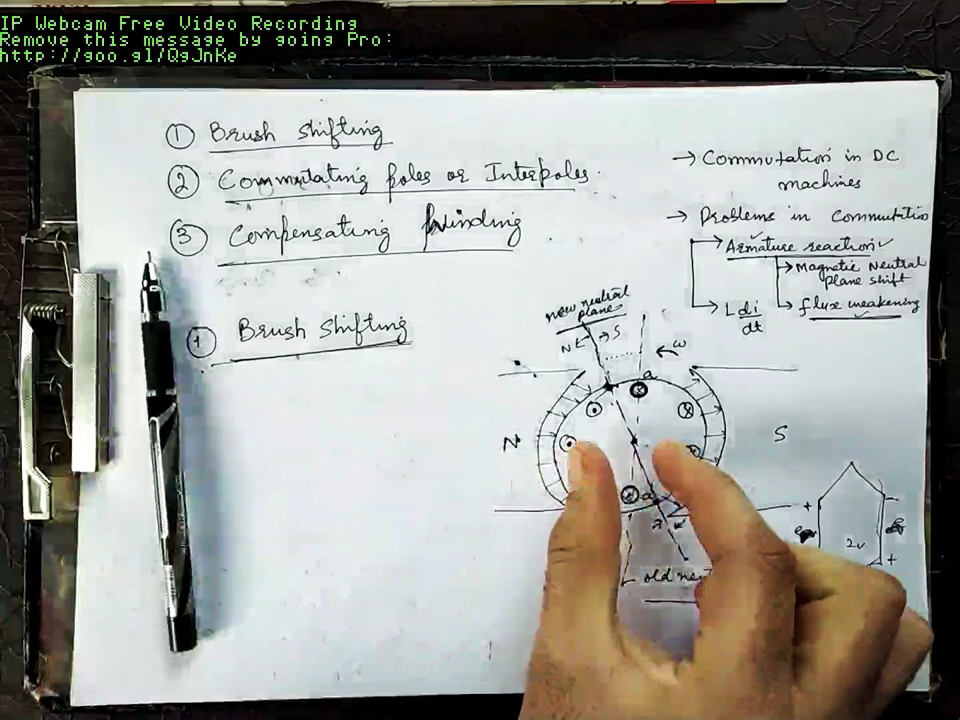 IP Webcam Free Video Recording
Remove this message by going Pro:
http://goo.gl/QgJnKe
① Brush Shifting
② Commutating poles or Interpoles.
③ Compensating Winding
① Brush Shifting
→ Commutation in DC
machines
→ Problems in Commutation
→ Armature reaction
→ Magnetic Neutral
Plane shift
→ flux weakening
→ L di
dt
new neutral
plane
N S
ω
a
N S
+ -
2v
+
old